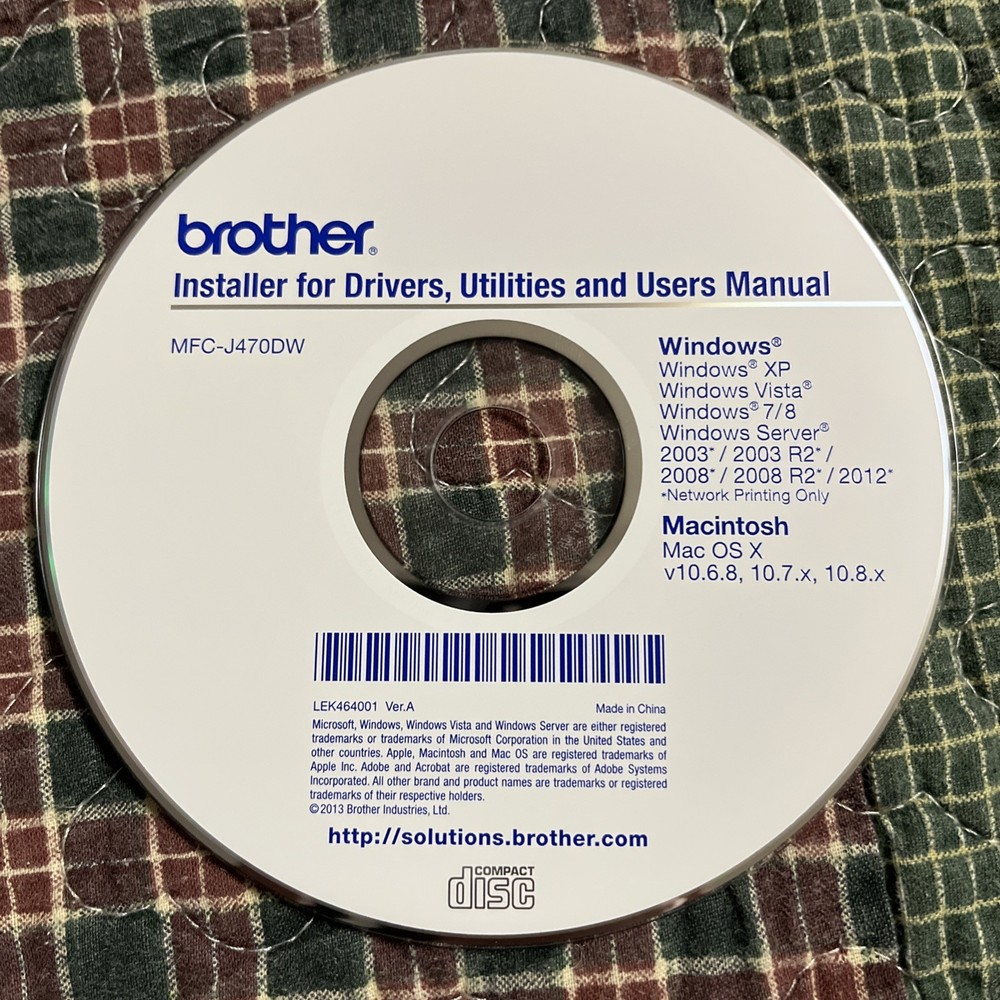 brother®
Installer for Drivers, Utilities and Users Manual
MFC-J470DW
Windows®
Windows® XP
Windows Vista®
Windows® 7/8
Windows Server®
2003* / 2003 R2* /
2008* / 2008 R2* / 2012*
*Network Printing Only
Macintosh
Mac OS X
v10.6.8, 10.7.x, 10.8.x
LEK464001 Ver.A Made in China
Microsoft, Windows, Windows Vista and Windows Server are either registered
trademarks or trademarks of Microsoft Corporation in the United States and
other countries. Apple, Macintosh and Mac OS are registered trademarks of
Apple Inc. Adobe and Acrobat are registered trademarks of Adobe Systems
Incorporated. All other brand and product names are trademarks or registered
trademarks of their respective holders.
©2013 Brother Industries, Ltd.
http://solutions.brother.com
COMPACT
disc